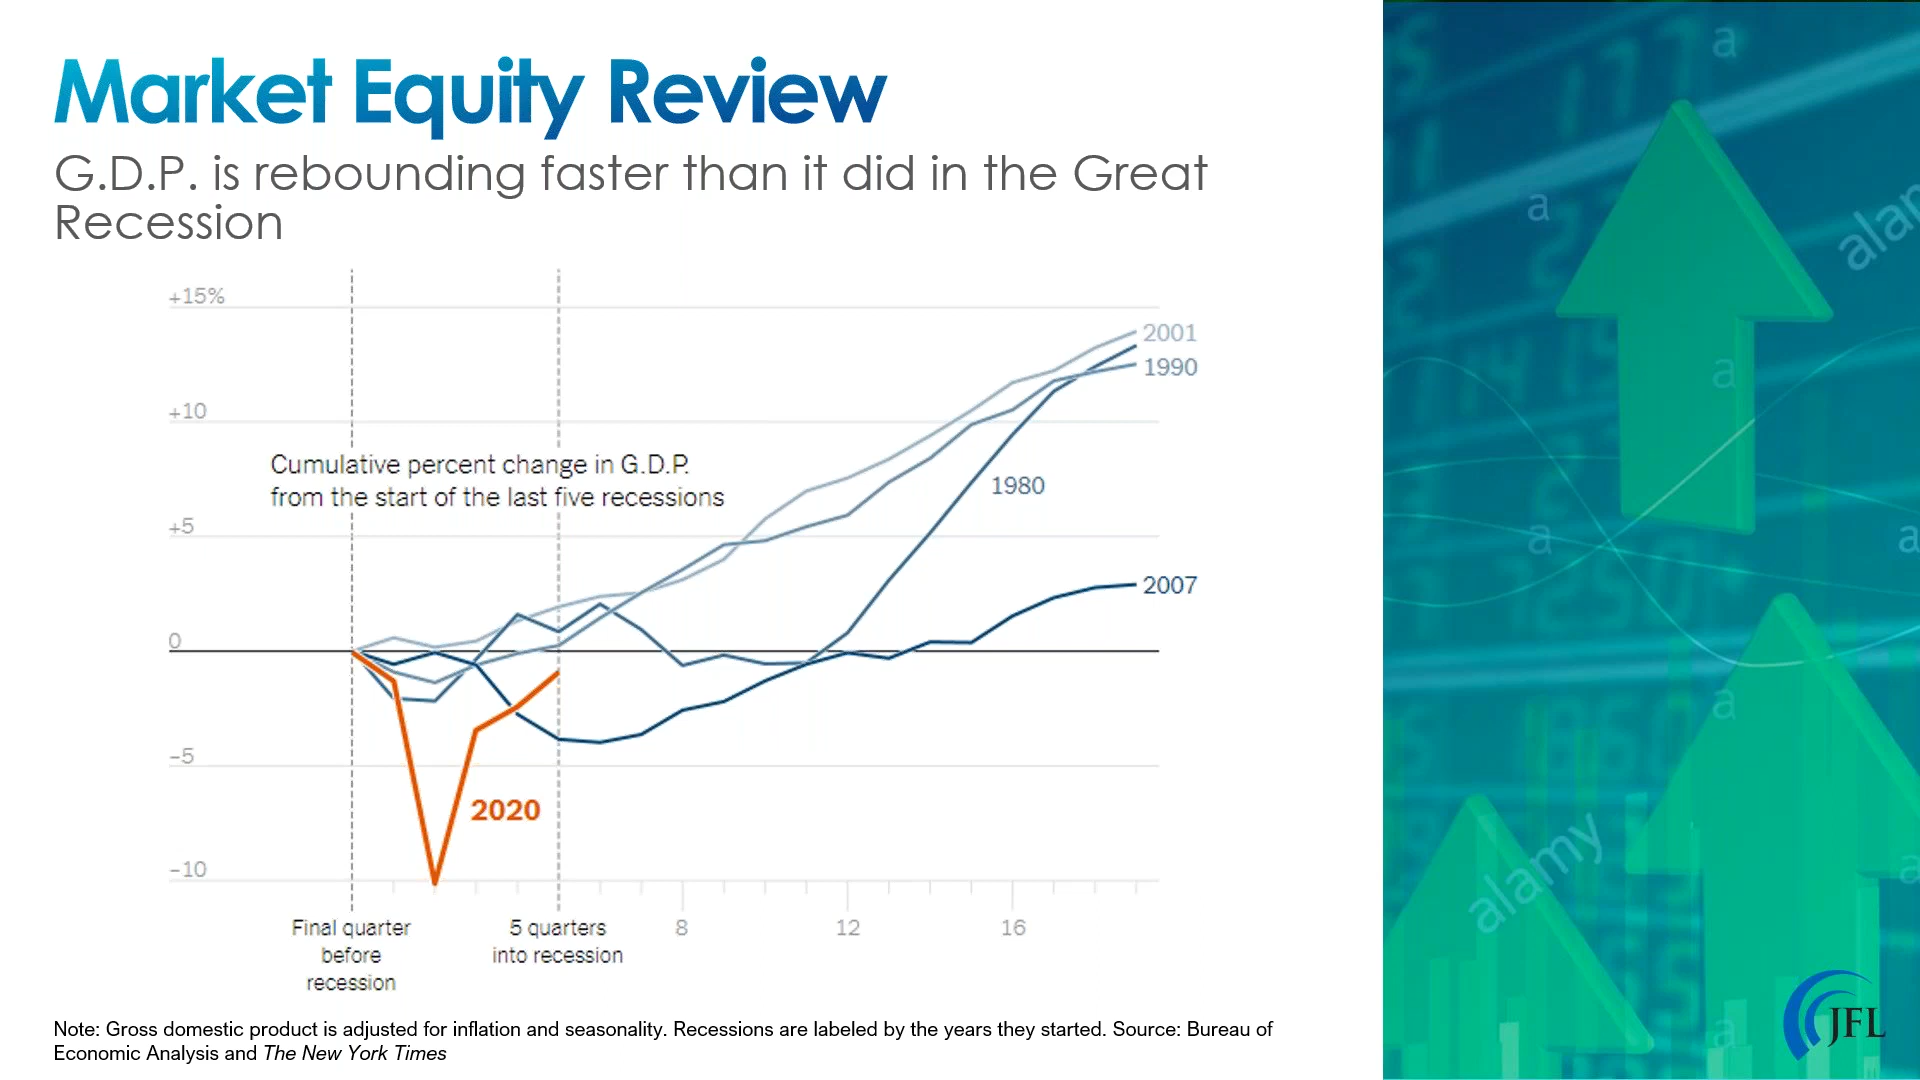 Market Equity Review
G.D.P. is rebounding faster than it did in the Great
Recession
+15%
2001
1990
+10
Cumulative percent change in G.D.P.
from the start of the last five recessions
1980
+5
2007
0
−5
2020
−10
Final quarter
before
recession
5 quarters
into recession
8
12
16
Note: Gross domestic product is adjusted for inflation and seasonality. Recessions are labeled by the years they started. Source: Bureau of
Economic Analysis and The New York Times
a
a
alam
a
a
a
a
alamy
a
a
JFL